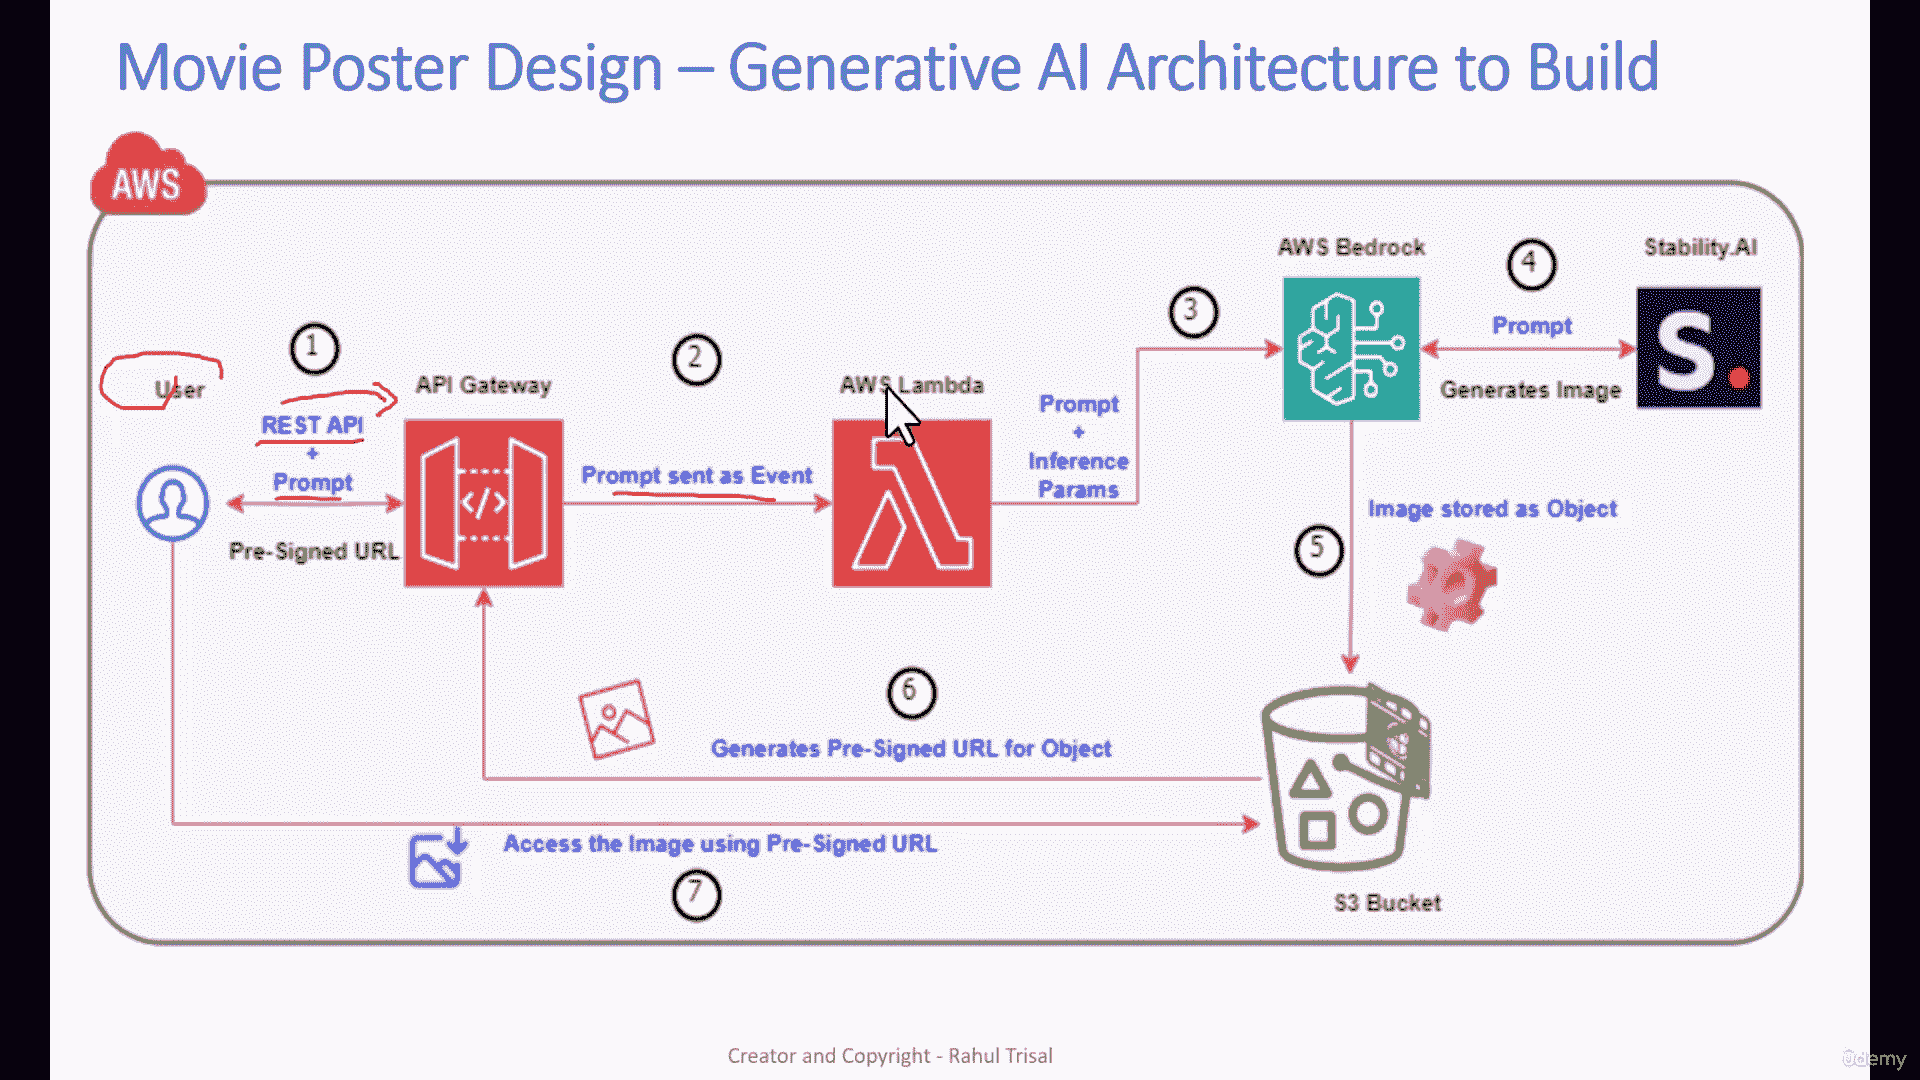 Movie Poster Design – Generative AI Architecture to Build
AWS
User
1
REST API
+
Prompt
Pre-Signed URL
API Gateway
2
Prompt sent as Event
AWS Lambda
Prompt
+
Inference
Params
3
AWS Bedrock
4
Prompt
Generates Image
Stability.AI
S.
5
Image stored as Object
6
Generates Pre-Signed URL for Object
Access the Image using Pre-Signed URL
7
S3 Bucket
Creator and Copyright - Rahul Trisal
Udemy